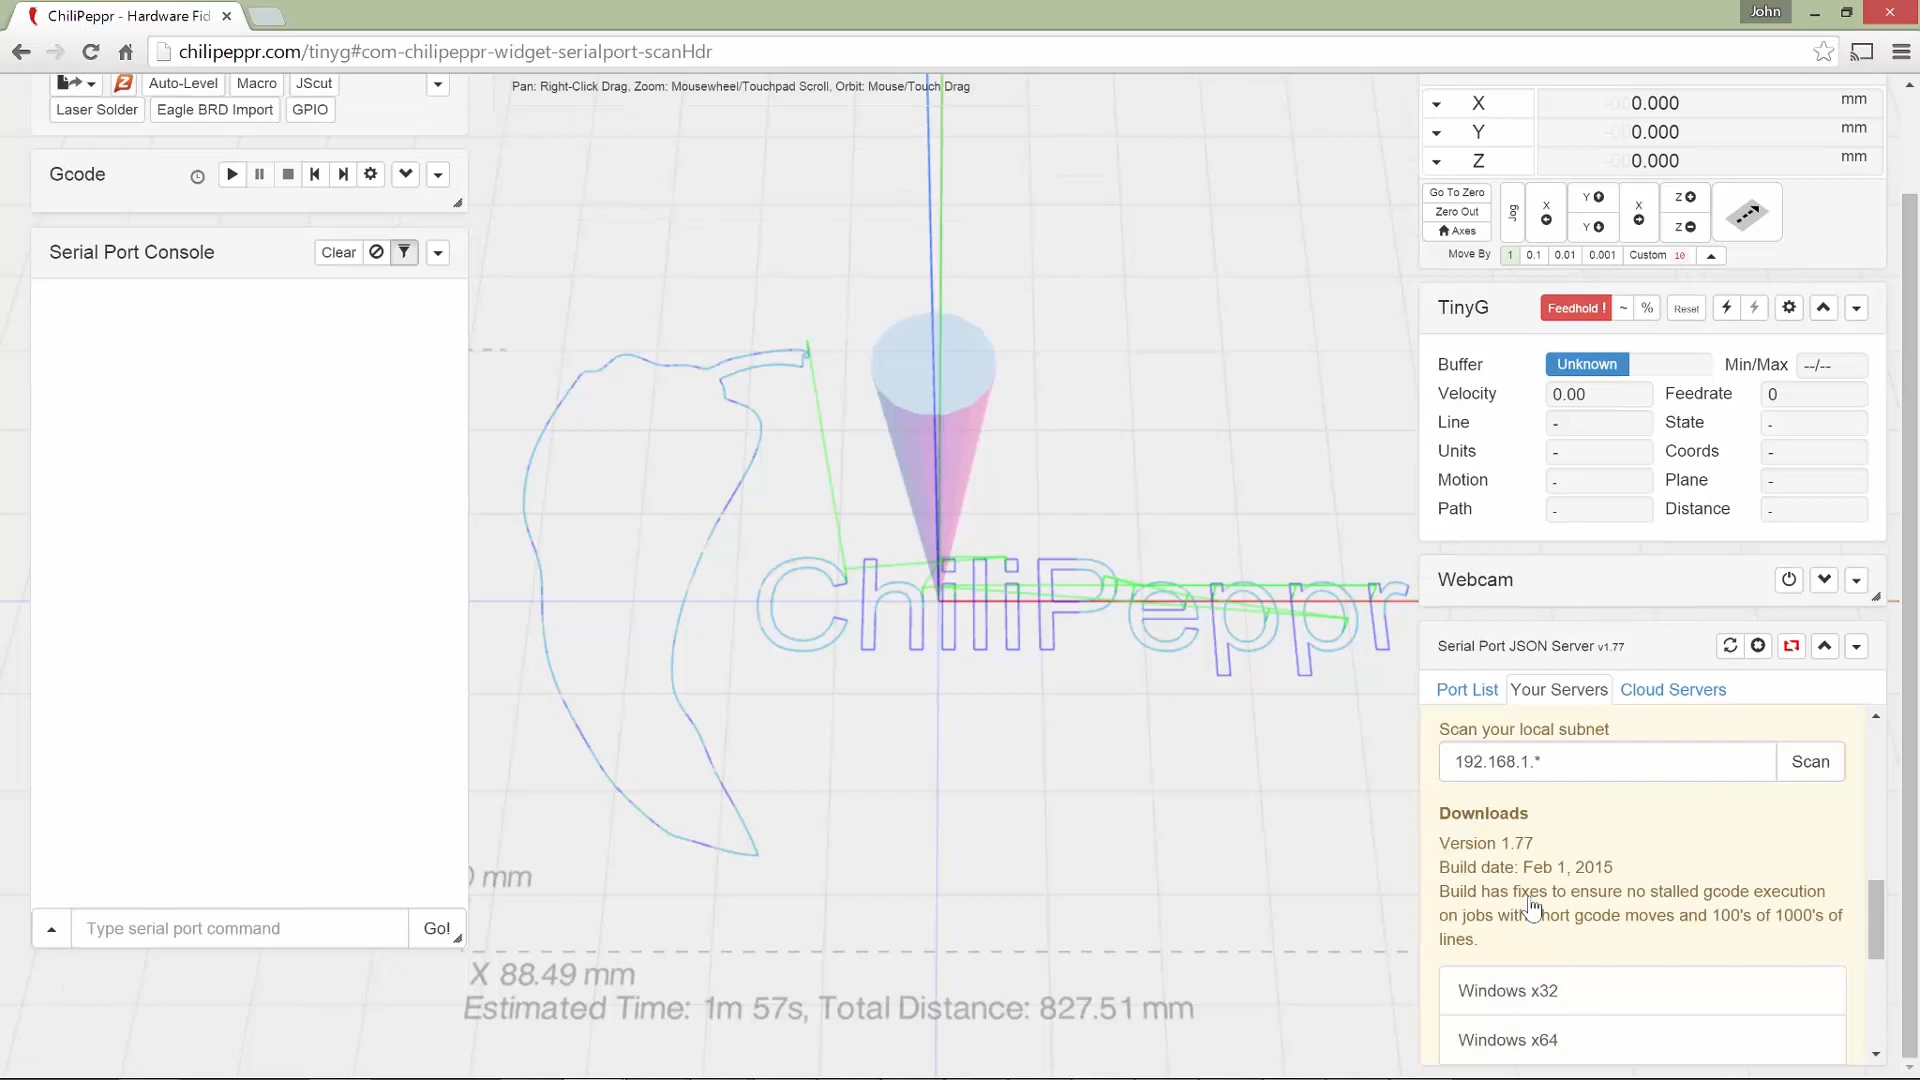 ChiliPeppr - Hardware Fid
John
chilipeppr.com/tinyg#com-chilipeppr-widget-serialport-scanHdr
Auto-Level Macro JScut
Laser Solder Eagle BRD Import GPIO
Gcode
Serial Port Console Clear
Type serial port command Go!
Pan: Right-Click Drag, Zoom: Mousewheel/Touchpad Scroll, Orbit: Mouse/Touch Drag
ChiliPeppr
mm
X 88.49 mm
Estimated Time: 1m 57s, Total Distance: 827.51 mm
X 0.000 mm
Y 0.000 mm
Z 0.000 mm
Go To Zero
Zero Out
Axes
Jog
X Y X Z
Y Z
Move By 1 0.1 0.01 0.001 Custom 10
TinyG Feedhold ! ~ % Reset
Buffer Unknown Min/Max --/--
Velocity 0.00 Feedrate 0
Line - State -
Units - Coords -
Motion - Plane -
Path - Distance -
Webcam
Serial Port JSON Server v1.77
Port List Your Servers Cloud Servers
Scan your local subnet
192.168.1.* Scan
Downloads
Version 1.77
Build date: Feb 1, 2015
Build has fixes to ensure no stalled gcode execution
on jobs with short gcode moves and 100's of 1000's of
lines.
Windows x32
Windows x64